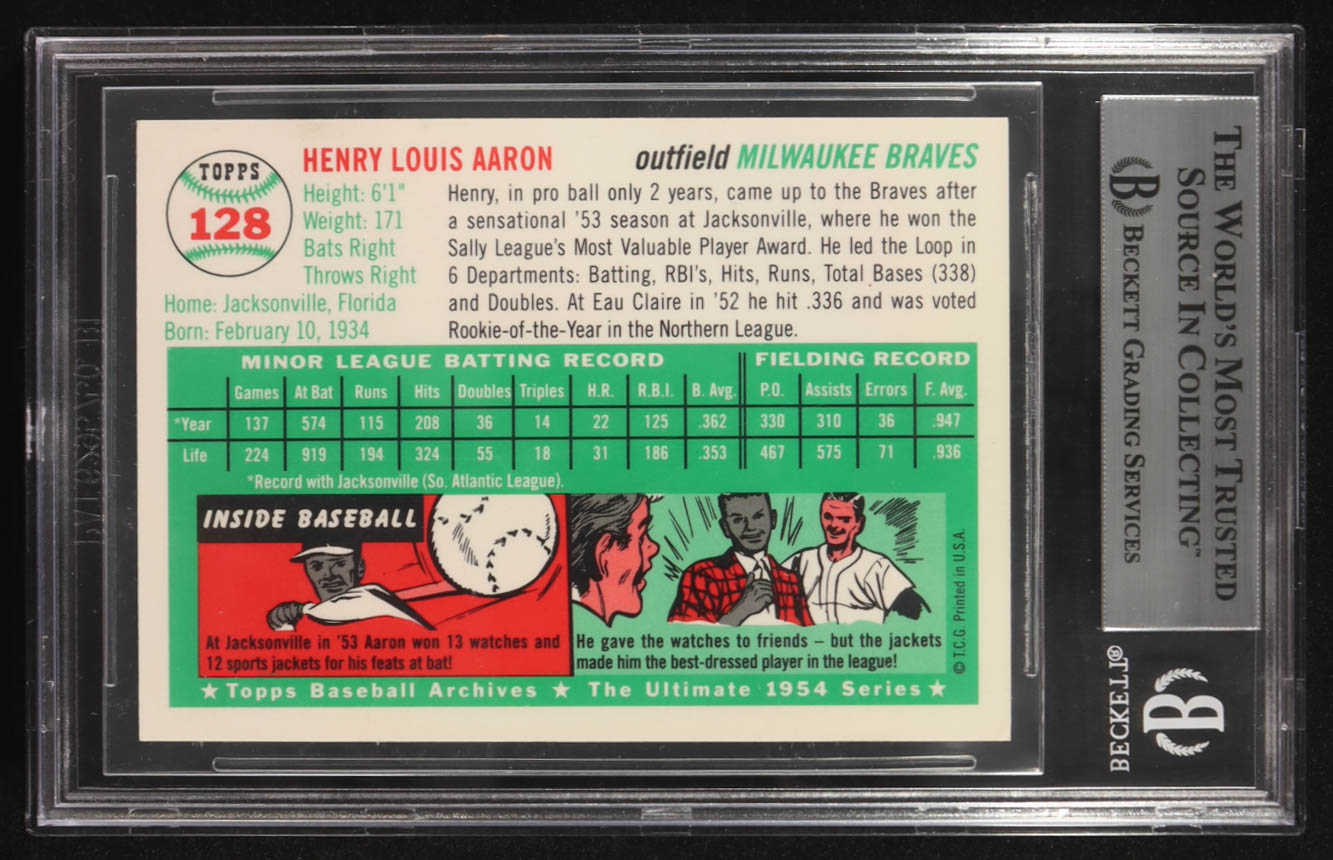 TOPPS
128
HENRY LOUIS AARON
outfield MILWAUKEE BRAVES
Height: 6'1"
Weight: 171
Bats Right
Throws Right
Home: Jacksonville, Florida
Born: February 10, 1934
Henry, in pro ball only 2 years, came up to the Braves after
a sensational '53 season at Jacksonville, where he won the
Sally League's Most Valuable Player Award. He led the Loop in
6 Departments: Batting, RBI's, Hits, Runs, Total Bases (338)
and Doubles. At Eau Claire in '52 he hit .336 and was voted
Rookie-of-the-Year in the Northern League.
MINOR LEAGUE BATTING RECORD FIELDING RECORD
Games At Bat Runs Hits Doubles Triples H.R. R.B.I. B. Avg. P.O. Assists Errors F. Avg.
*Year 137 574 115 208 36 14 22 125 .362 330 310 36 .947
Life 224 919 194 324 55 18 31 186 .353 467 575 71 .936
*Record with Jacksonville (So. Atlantic League).
INSIDE BASEBALL
At Jacksonville in '53 Aaron won 13 watches and
12 sports jackets for his feats at bat!
He gave the watches to friends – but the jackets
made him the best-dressed player in the league!
© T.C.G. Printed in U.S.A.
★ Topps Baseball Archives ★ The Ultimate 1954 Series ★
THE WORLD'S MOST TRUSTED
SOURCE IN COLLECTING™
B BECKETT GRADING SERVICES
BECKETT®
B